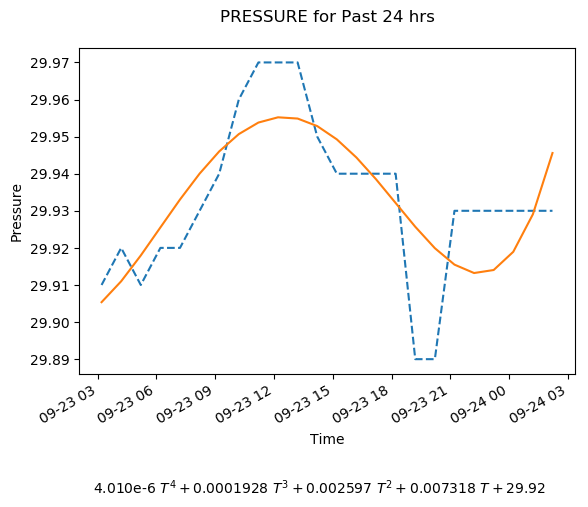 PRESSURE for Past 24 hrs
29.97
29.96
29.95
29.94
29.93
29.92
29.91
29.90
29.89
Pressure
09-23 03 09-23 06 09-23 09 09-23 12 09-23 15 09-23 18 09-23 21 09-24 00 09-24 03
Time
4.010e-6 T⁴ + 0.0001928 T³ + 0.002597 T² + 0.007318 T + 29.92